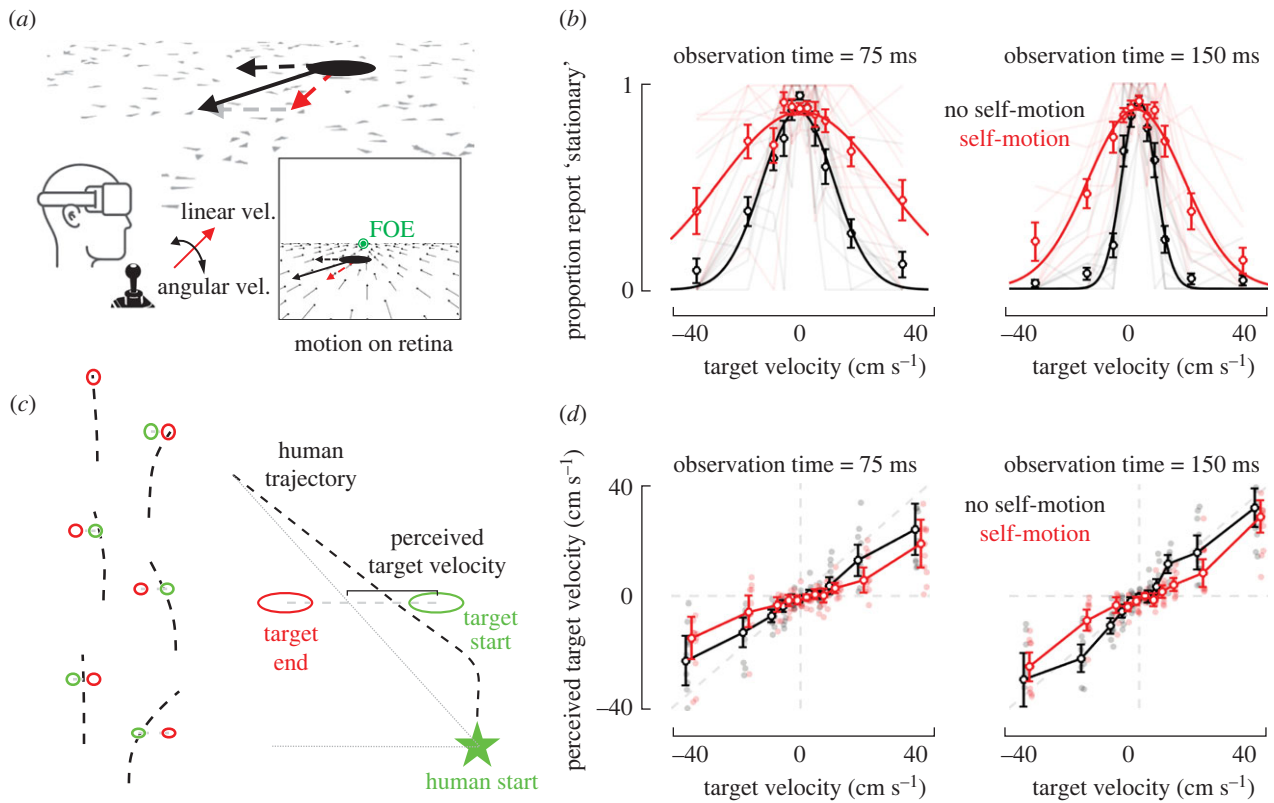 (a)
linear vel.
angular vel.
FOE
motion on retina
(b)
observation time = 75 ms
observation time = 150 ms
no self-motion
self-motion
proportion report ‘stationary’
1
0
−40
0
40
target velocity (cm s−1)
−40
0
40
target velocity (cm s−1)
(c)
human
trajectory
perceived
target velocity
target
end
target
start
human start
(d)
observation time = 75 ms
observation time = 150 ms
no self-motion
self-motion
perceived target velocity (cm s−1)
40
0
−40
−40
0
40
target velocity (cm s−1)
−40
0
40
target velocity (cm s−1)